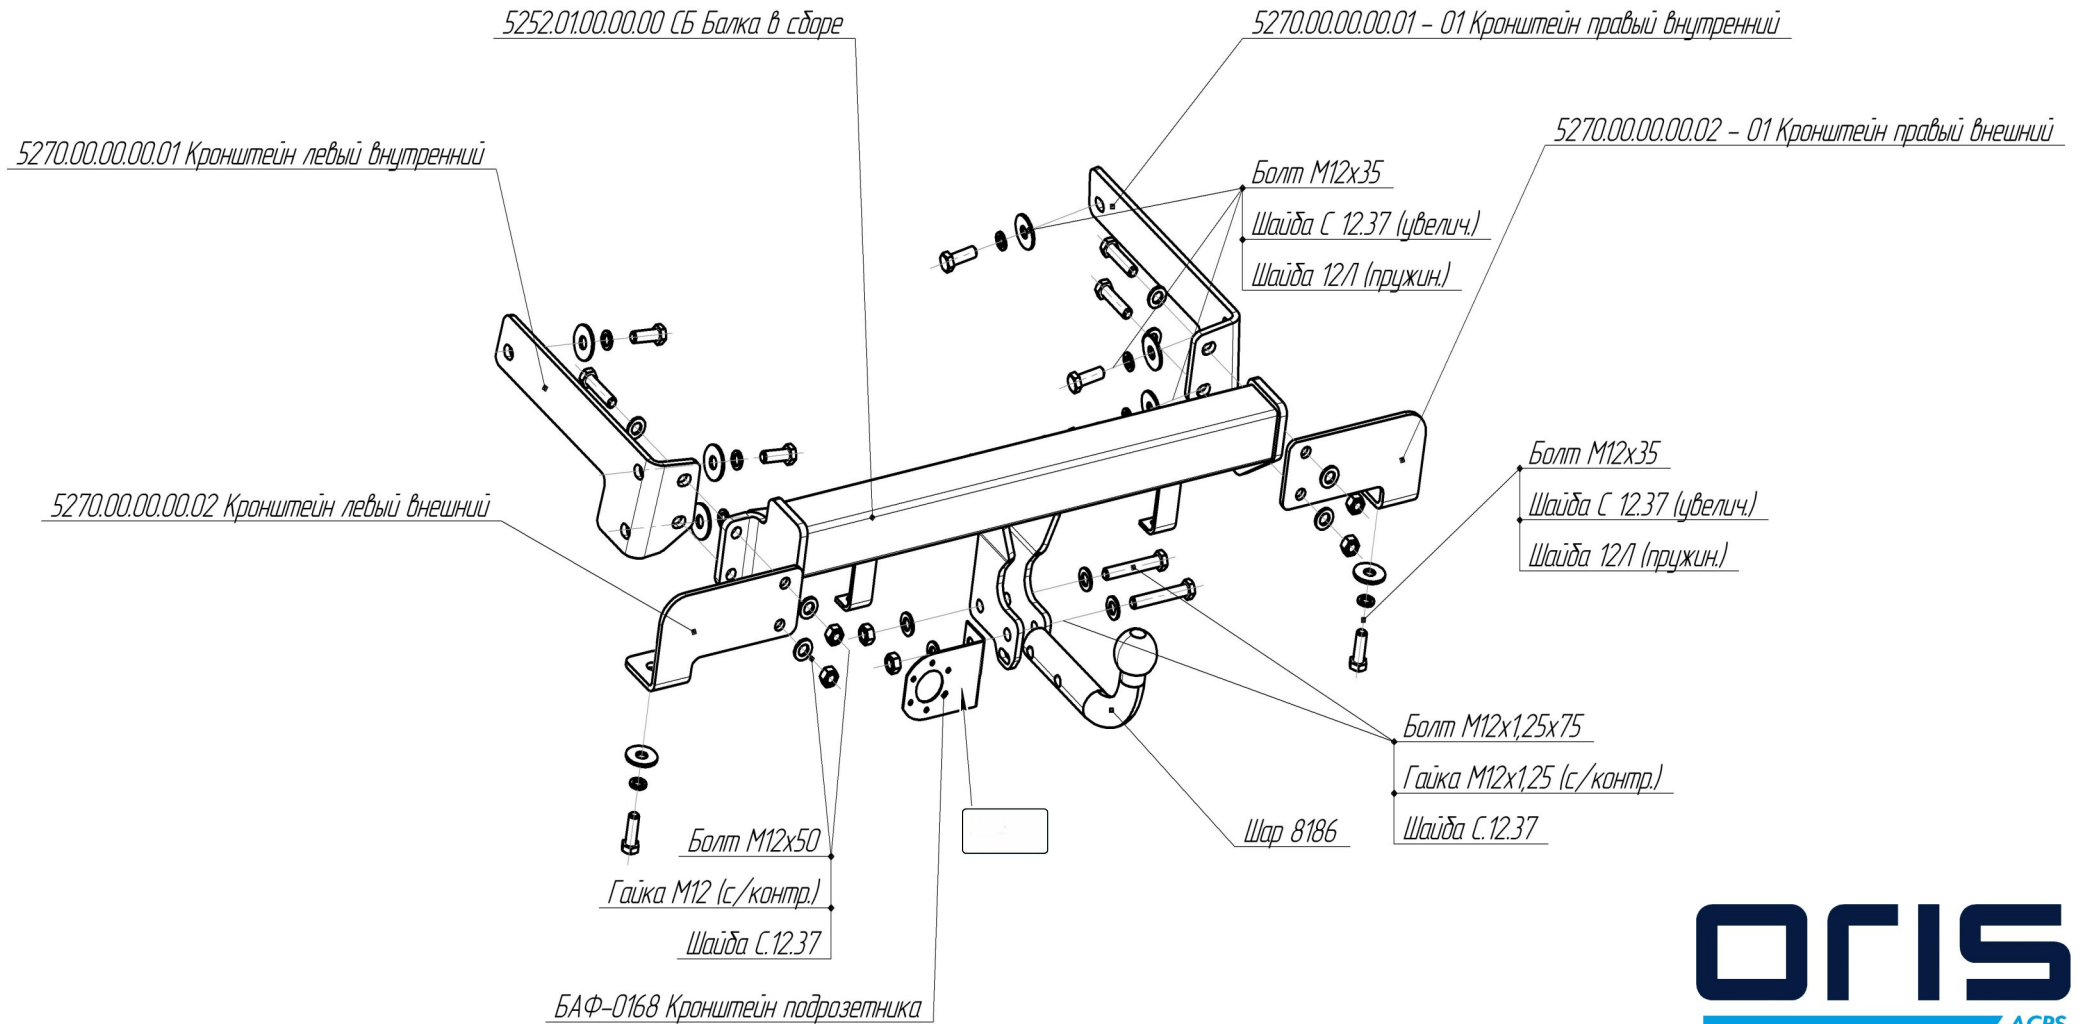 5252.01.00.00.00 СБ Балка в сборе
5270.00.00.00.01 - 01 Кронштейн правый внутренний
5270.00.00.00.02 - 01 Кронштейн правый внешний
5270.00.00.00.01 Кронштейн левый внутренний
Болт М12х35
Шайба С 12.37 (увелич.)
Шайба 12Л (пружин.)
5270.00.00.00.02 Кронштейн левый внешний
Болт М12х35
Шайба С 12.37 (увелич.)
Шайба 12Л (пружин.)
Болт М12х1,25х75
Гайка М12х1,25 (с/контр.)
Шайба С.12.37
Шар 8186
Болт М12х50
Гайка М12 (с/контр.)
Шайба С.12.37
БАФ-0168 Кронштейн подрозетника
oris
ACPS